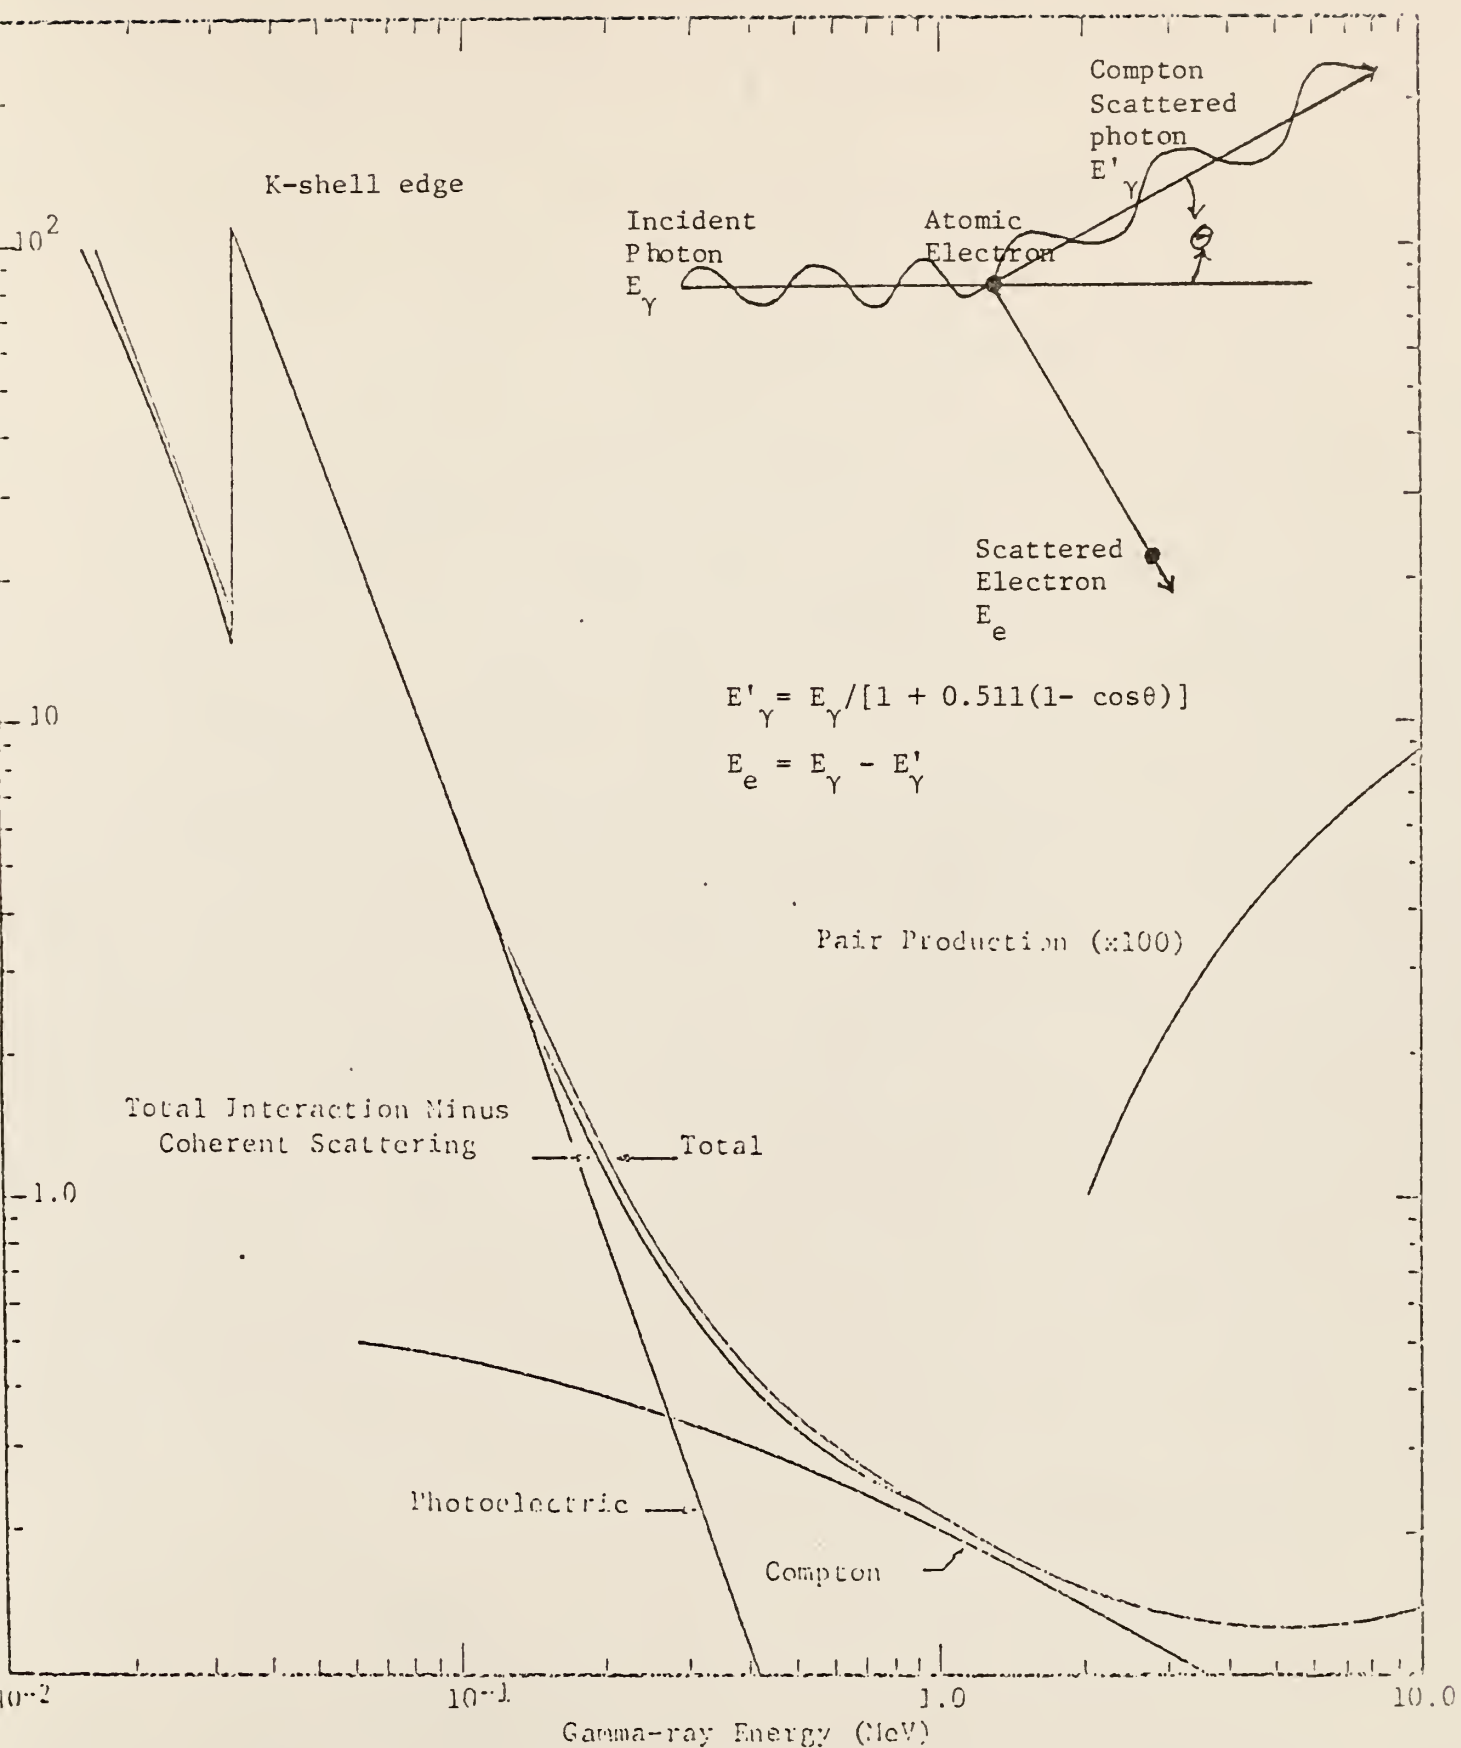 Compton
Scattered
photon
E'γ
K-shell edge
Incident
Photon
Eγ
Atomic
Electron
θ
10²
Scattered
Electron
Ee
E'γ = Eγ/[1 + 0.511(1- cosθ)]
10
Ee = Eγ - E'γ
Pair Production (x100)
Total Interaction Minus
Coherent Scattering
Total
1.0
Photoelectric
Compton
10⁻²
10⁻¹
1.0
10.0
Gamma-ray Energy (MeV)